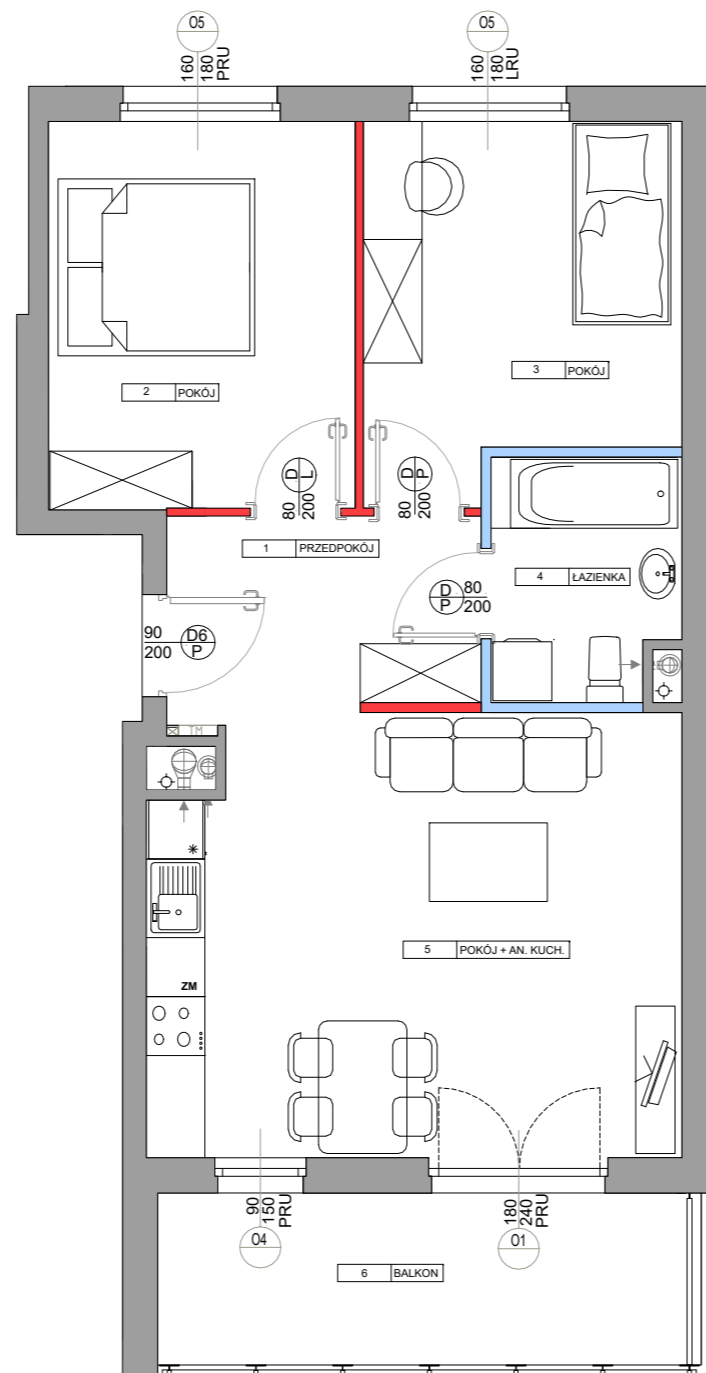 05
05
160
180
PRU
160
180
LRU
2 POKÓJ
3 POKÓJ
D
L
80
200
D
P
80
200
1 PRZEDPOKÓJ
4 ŁAZIENKA
D
P
80
200
90
200
D6
P
TM
5 POKÓJ + AN. KUCH.
ZM
90
150
PRU
180
240
PRU
04
01
6 BALKON